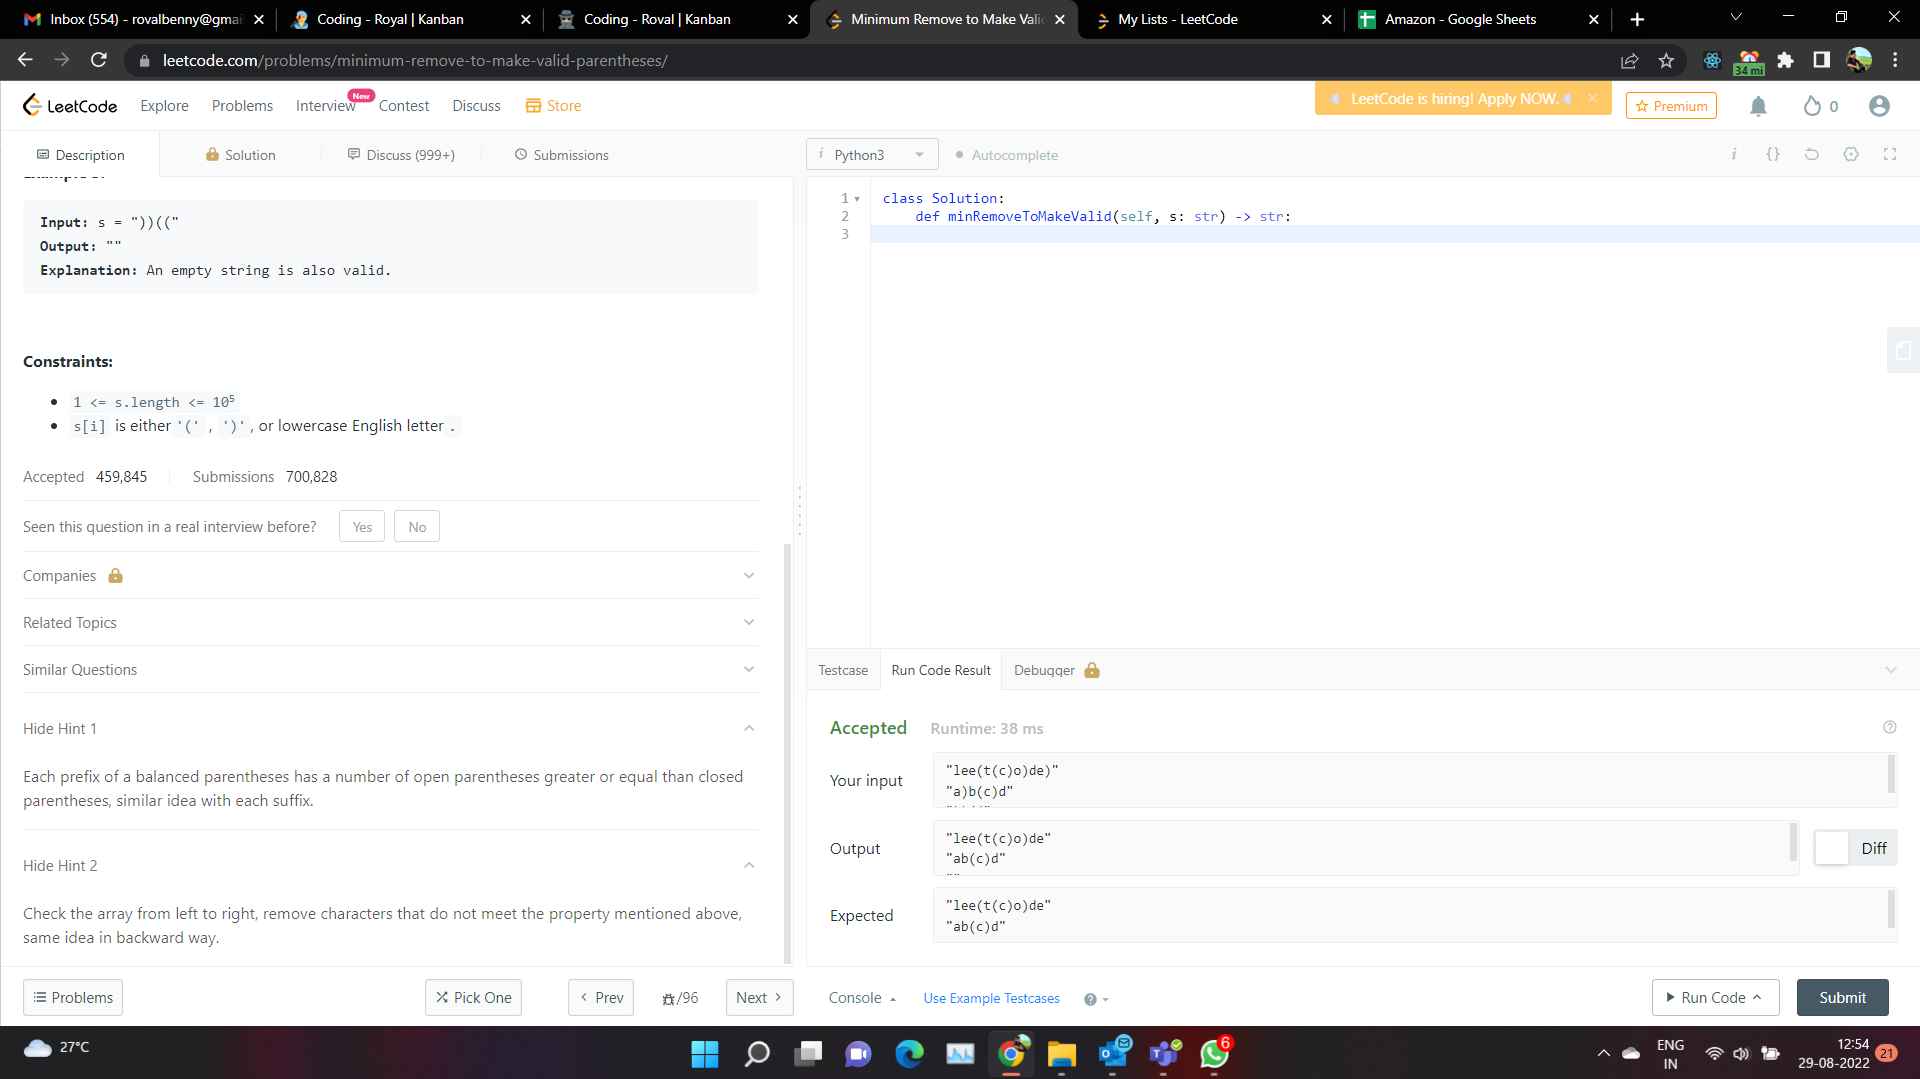 Inbox (554) - rovalbenny@gmai
Coding - Royal | Kanban
Coding - Roval | Kanban
Minimum Remove to Make Vali
My Lists - LeetCode
Amazon - Google Sheets
leetcode.com/problems/minimum-remove-to-make-valid-parentheses/
34 mi
LeetCode
Explore
Problems
Interview
New
Contest
Discuss
Store
LeetCode is hiring! Apply NOW.
Premium
0
Description
Solution
Discuss (999+)
Submissions
i Python3
Autocomplete
Input: s = "))(("
Output: ""
Explanation: An empty string is also valid.
Constraints:
1 <= s.length <= 10⁵
s[i] is either '(' , ')' , or lowercase English letter .
Accepted 459,845
Submissions 700,828
Seen this question in a real interview before?
Yes
No
Companies
Related Topics
Similar Questions
Hide Hint 1
Each prefix of a balanced parentheses has a number of open parentheses greater or equal than closed
parentheses, similar idea with each suffix.
Hide Hint 2
Check the array from left to right, remove characters that do not meet the property mentioned above,
same idea in backward way.
1 class Solution:
2 def minRemoveToMakeValid(self, s: str) -> str:
3
Testcase
Run Code Result
Debugger
Accepted
Runtime: 38 ms
Your input
"lee(t(c)o)de)"
"a)b(c)d"
Output
"lee(t(c)o)de"
"ab(c)d"
Diff
Expected
"lee(t(c)o)de"
"ab(c)d"
Problems
Pick One
Prev
/96
Next
Console
Use Example Testcases
Run Code
Submit
27°C
6
ENG
IN
12:54
29-08-2022
21